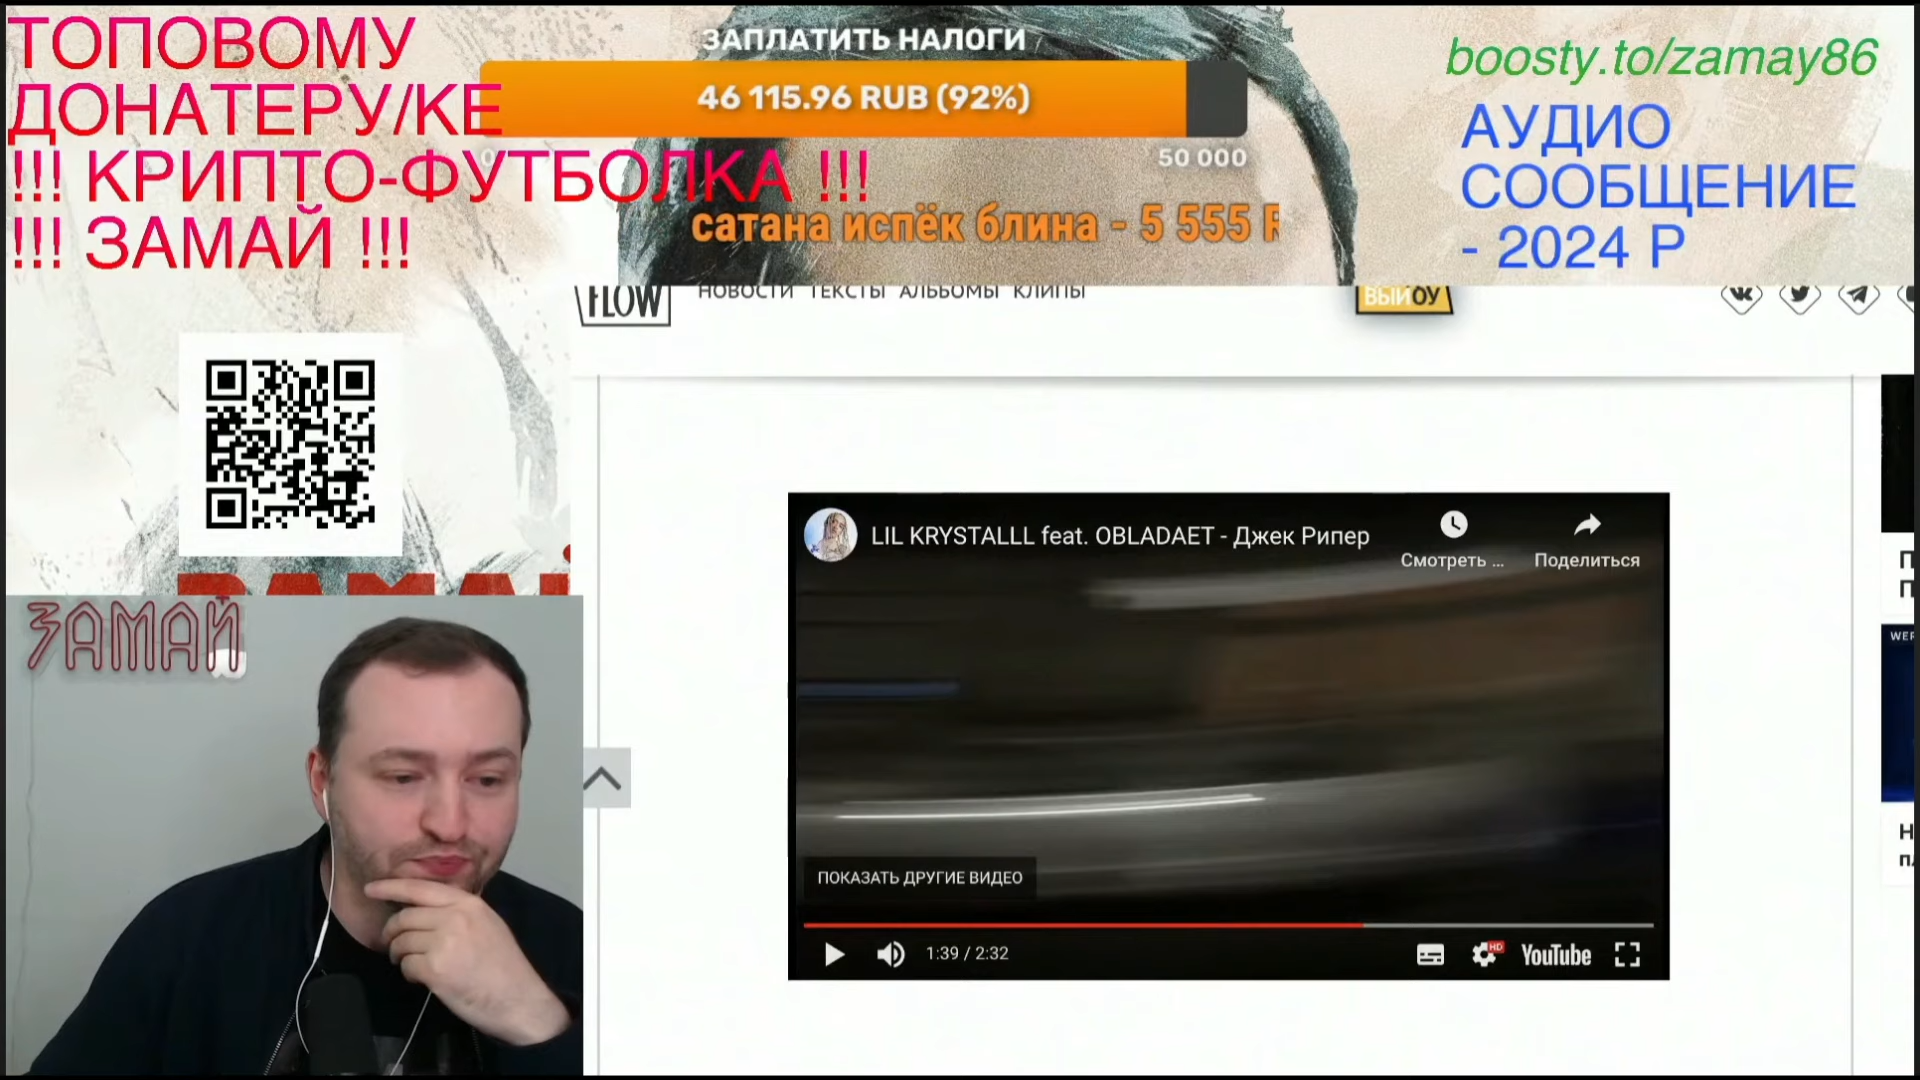 ТОПОВОМУ
ДОНАТЕРУ/КЕ
!!! КРИПТО-ФУТБОЛКА !!!
!!! ЗАМАЙ !!!
ЗАПЛАТИТЬ НАЛОГИ
46 115.96 RUB (92%)
50 000
сатана испёк блина - 5 555
boosty.to/zamay86
АУДИО
СООБЩЕНИЕ
- 2024 Р
FLOW
НОВОСТИ ТЕКСТЫ АЛЬБОМЫ КЛИПЫ
ВЫЙОУ
LIL KRYSTALLL feat. OBLADAET - Джек Рипер
Смотреть ...
Поделиться
ПОКАЗАТЬ ДРУГИЕ ВИДЕО
1:39 / 2:32
HD
YouTube
ЗАМАЙ